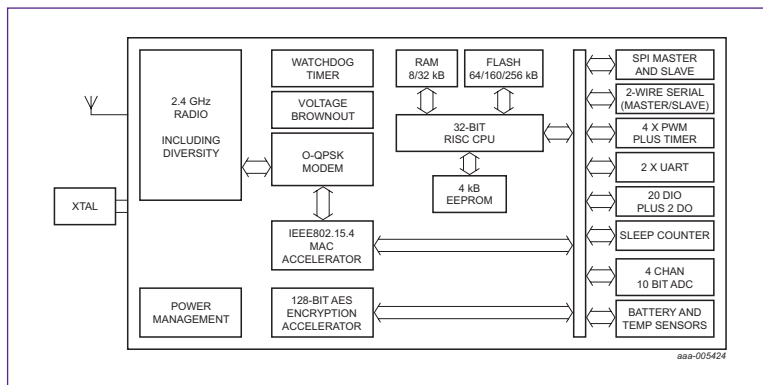 2.4 GHz
RADIO
INCLUDING
DIVERSITY
XTAL
POWER
MANAGEMENT
WATCHDOG
TIMER
VOLTAGE
BROWNOUT
O-QPSK
MODEM
IEEE802.15.4
MAC
ACCELERATOR
128-BIT AES
ENCRYPTION
ACCELERATOR
RAM
8/32 kB
FLASH
64/160/256 kB
32-BIT
RISC CPU
4 kB
EEPROM
SPI MASTER
AND SLAVE
2-WIRE SERIAL
(MASTER/SLAVE)
4 X PWM
PLUS TIMER
2 X UART
20 DIO
PLUS 2 DO
SLEEP COUNTER
4 CHAN
10 BIT ADC
BATTERY AND
TEMP SENSORS
aaa-005424